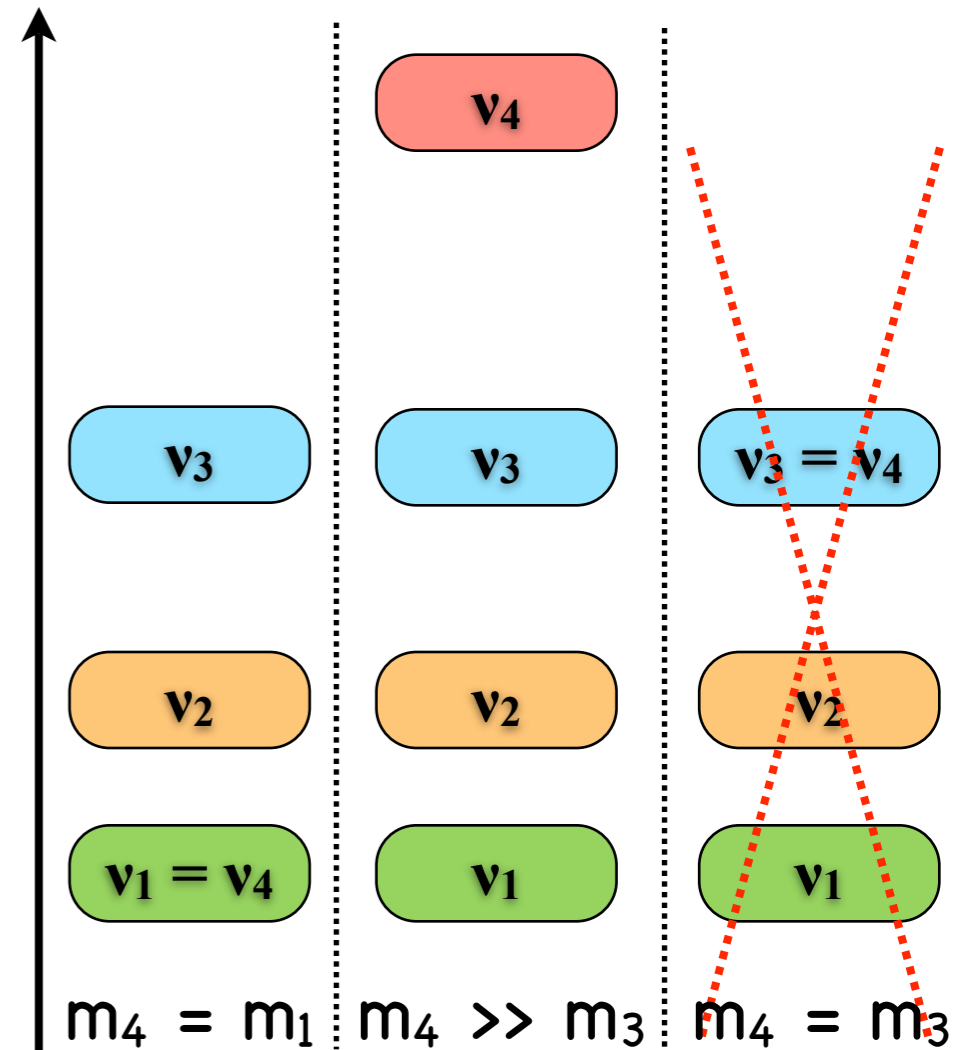 ν₄
ν₃
ν₃
ν₃ = ν₄
ν₂
ν₂
ν₂
ν₁ = ν₄
ν₁
ν₁
m₄ = m₁
m₄ >> m₃
m₄ = m₃